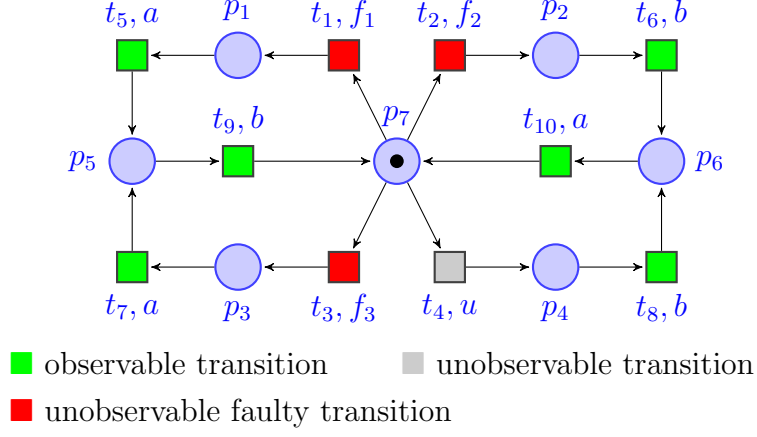 t₅, a p₁ t₁, f₁ t₂, f₂ p₂ t₆, b
p₇
t₉, b t₁₀, a
p₅ p₆
t₇, a p₃ t₃, f₃ t₄, u p₄ t₈, b
observable transition unobservable transition
unobservable faulty transition